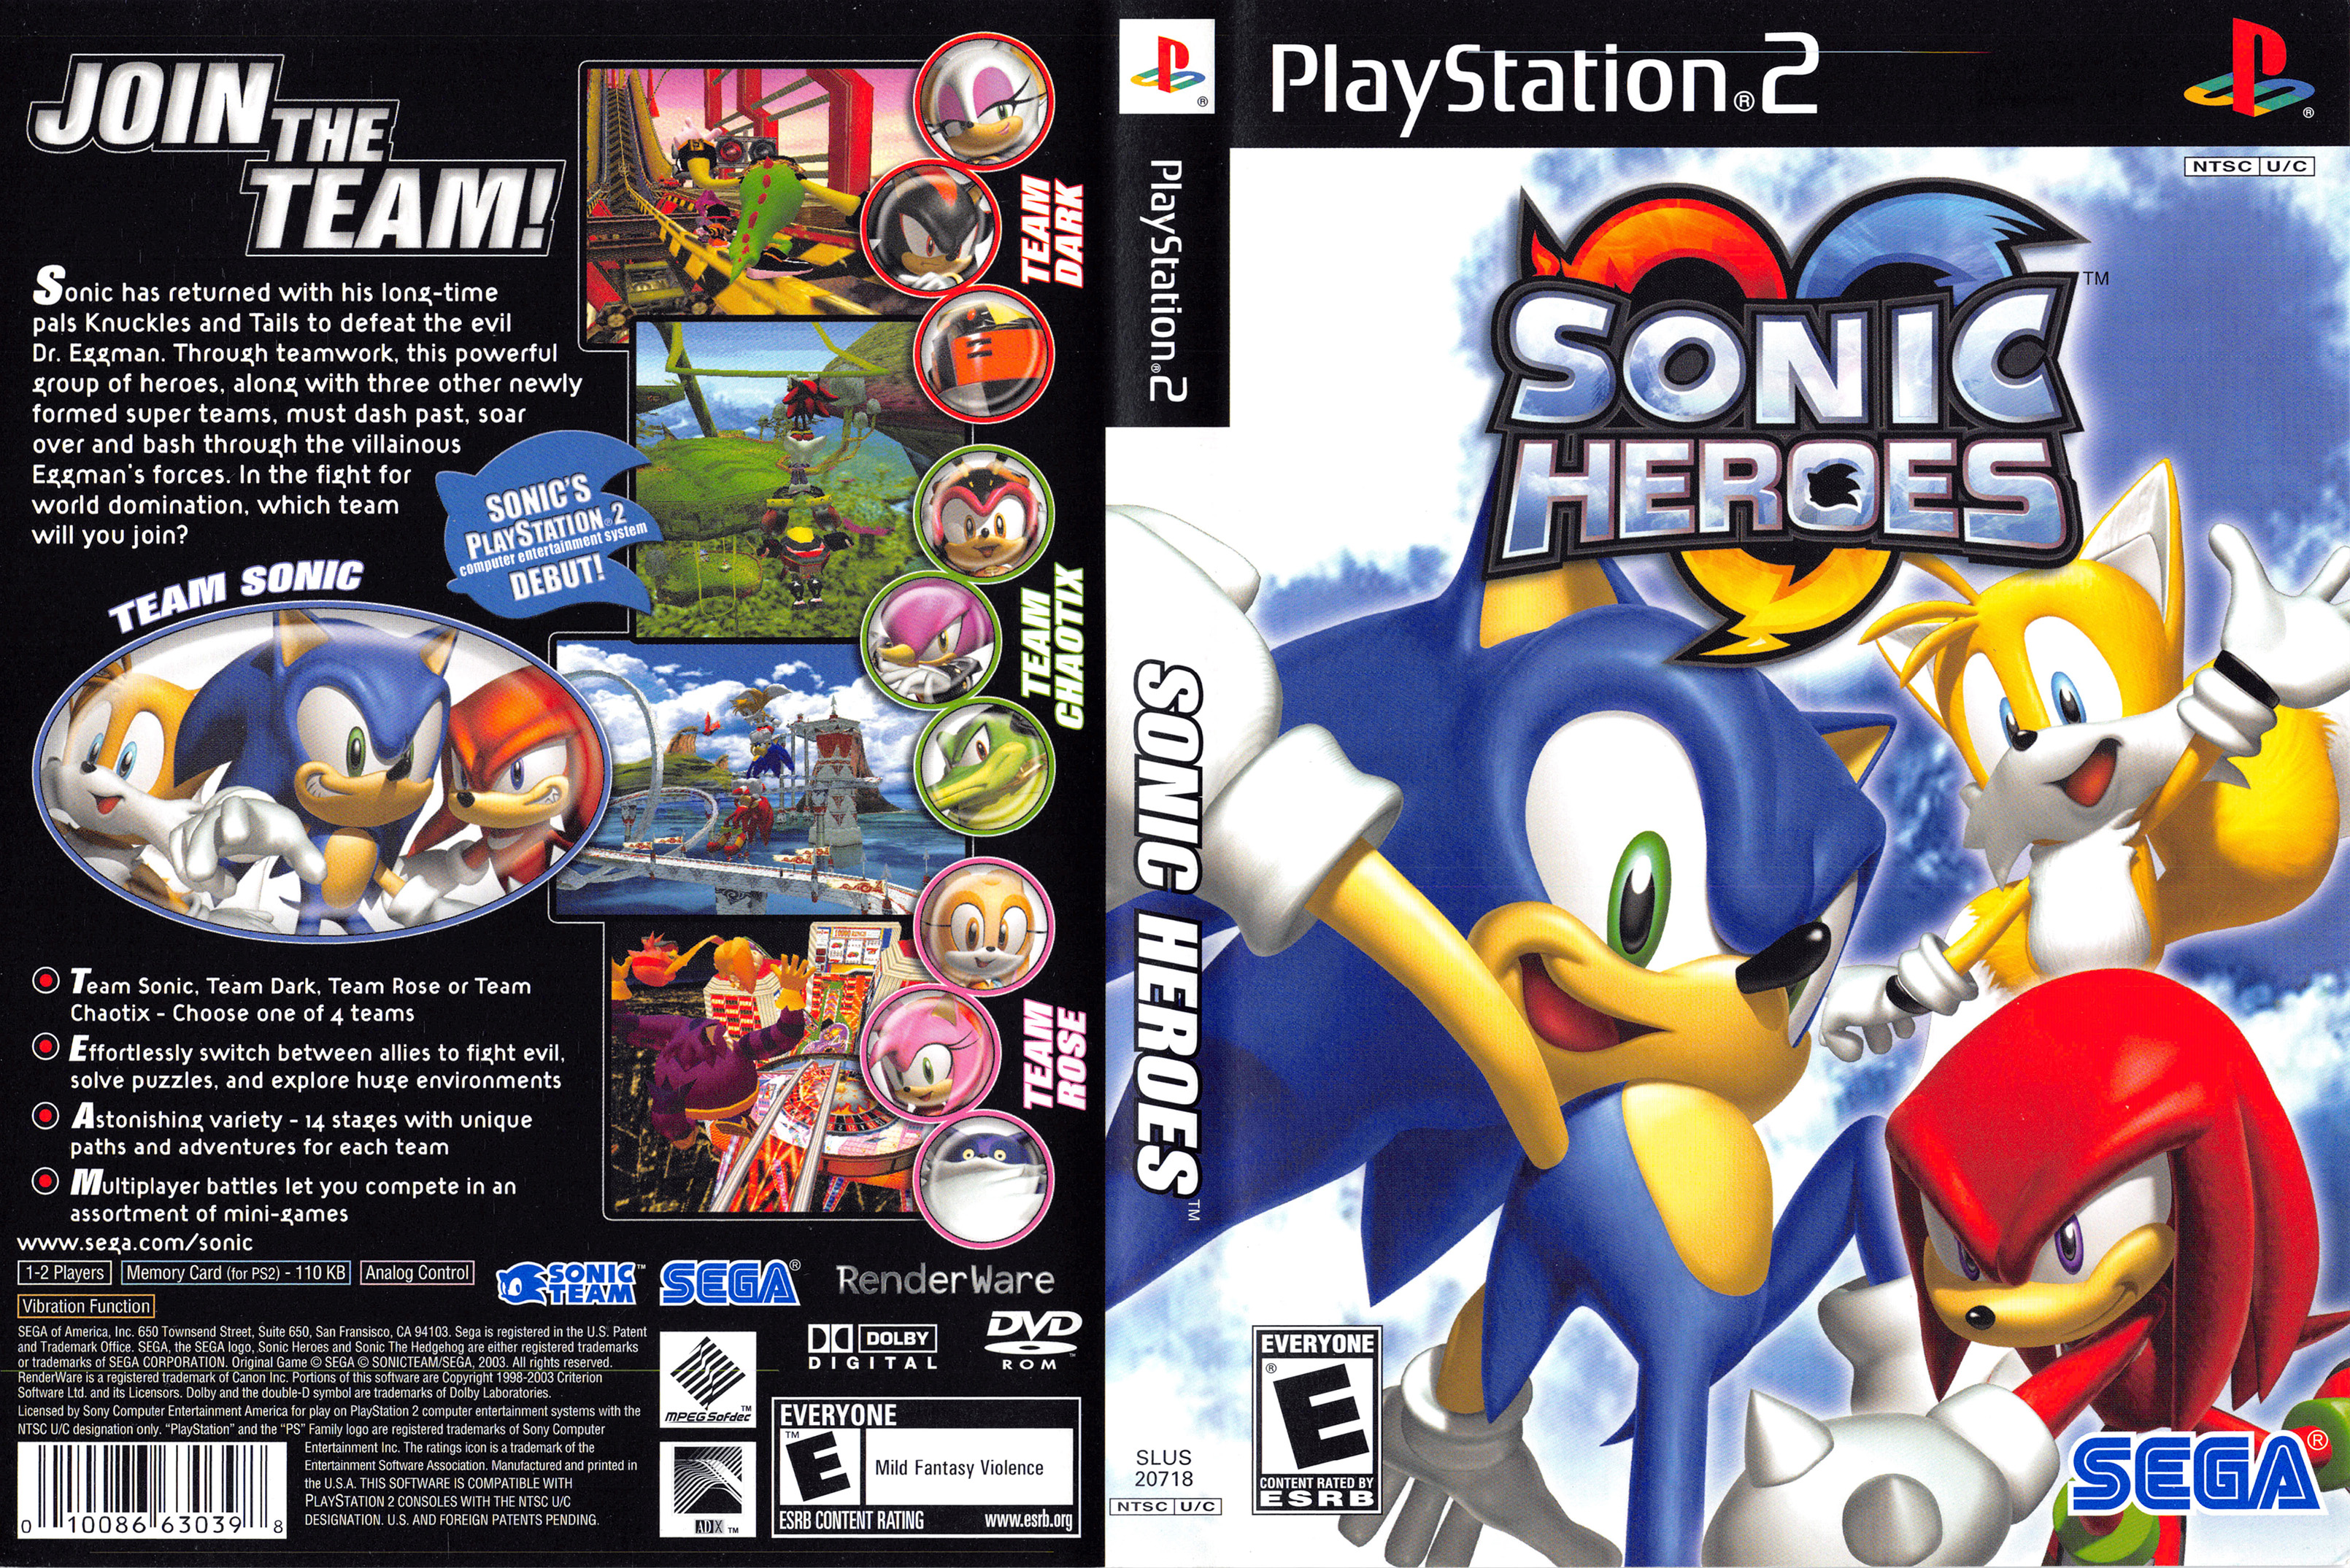 JOIN
THE
TEAM!
Sonic has returned with his long-time
pals Knuckles and Tails to defeat the evil
Dr. Eggman. Through teamwork, this powerful
group of heroes, along with three other newly
formed super teams, must dash past, soar
over and bash through the villainous
Eggman's forces. In the fight for
world domination, which team
will you join?
SONIC'S
PLAYSTATION®2
computer entertainment system
DEBUT!
TEAM SONIC
TEAM
DARK
TEAM
CHAOTIX
TEAM
ROSE
Team Sonic, Team Dark, Team Rose or Team
Chaotix - Choose one of 4 teams
Effortlessly switch between allies to fight evil,
solve puzzles, and explore huge environments
Astonishing variety - 14 stages with unique
paths and adventures for each team
Multiplayer battles let you compete in an
assortment of mini-games
www.sega.com/sonic
1-2 Players
Memory Card (for PS2) - 110 KB
Analog Control
Vibration Function
SONIC
TEAM™
SEGA®
RenderWare
SEGA of America, Inc. 650 Townsend Street, Suite 650, San Fransisco, CA 94103. Sega is registered in the U.S. Patent
and Trademark Office. SEGA, the SEGA logo, Sonic Heroes and Sonic The Hedgehog are either registered trademarks
or trademarks of SEGA CORPORATION. Original Game © SEGA © SONICTEAM/SEGA, 2003. All rights reserved.
RenderWare is a registered trademark of Canon Inc. Portions of this software are Copyright 1998-2003 Criterion
Software Ltd. and its Licensors. Dolby and the double-D symbol are trademarks of Dolby Laboratories.
Licensed by Sony Computer Entertainment America for play on PlayStation 2 computer entertainment systems with the
NTSC U/C designation only. "PlayStation" and the "PS" Family logo are registered trademarks of Sony Computer
Entertainment Inc. The ratings icon is a trademark of the
Entertainment Software Association. Manufactured and printed in
the U.S.A. THIS SOFTWARE IS COMPATIBLE WITH
PLAYSTATION 2 CONSOLES WITH THE NTSC U/C
DESIGNATION. U.S. AND FOREIGN PATENTS PENDING.
0 10086 63039 8
MPEG Sofdec™
ADX™
DOLBY
DIGITAL
DVD™
ROM
EVERYONE
E™
Mild Fantasy Violence
ESRB CONTENT RATING www.esrb.org
®
PlayStation®2
SONIC HEROES™
SLUS
20718
NTSC U/C
PlayStation®2
®
NTSC U/C
SONIC
HEROES
™
EVERYONE
®
E
CONTENT RATED BY
ESRB
SEGA®